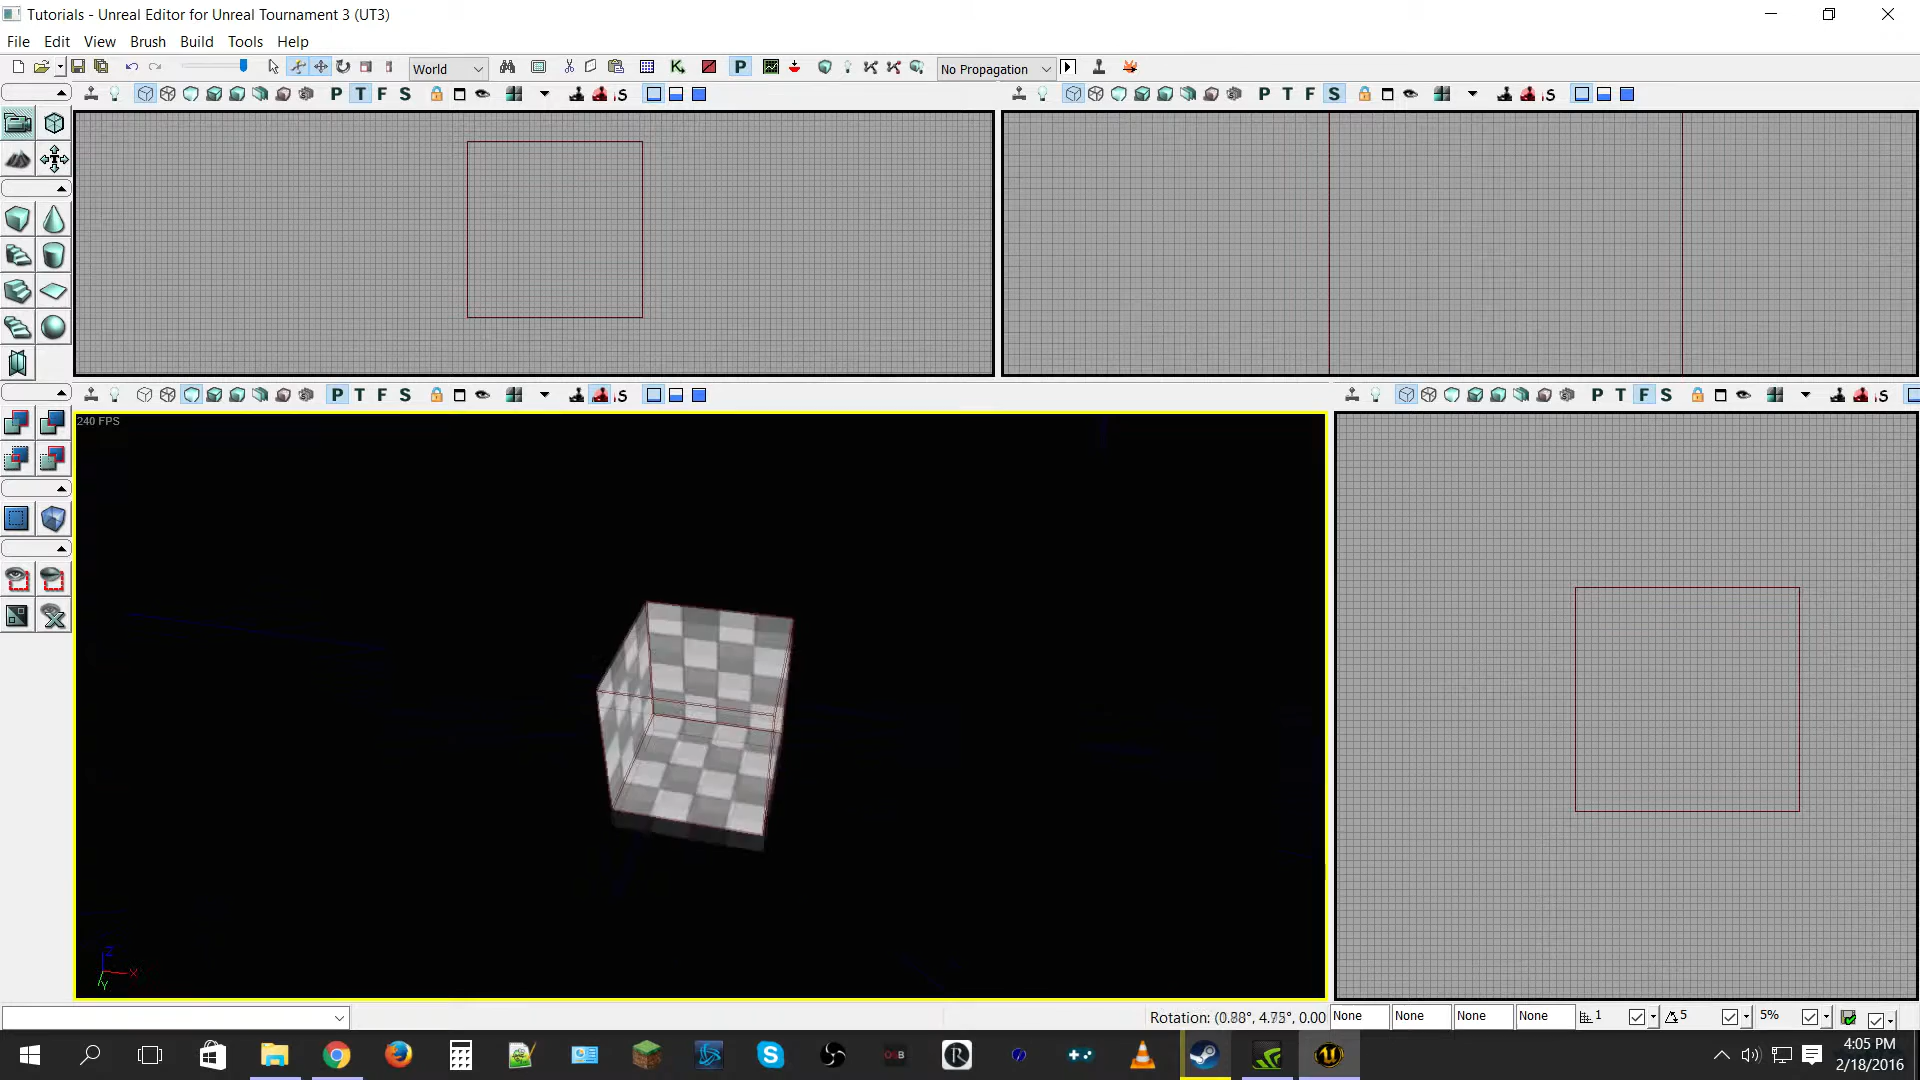 Tutorials - Unreal Editor for Unreal Tournament 3 (UT3)
File Edit View Brush Build Tools Help
World
P
No Propagation
P T F S
P T F S
P T F S
P T F S
240 FPS
Z
X
Y
Rotation: (0.88°, 4.75°, 0.00
None
None
None
None
1
5
5%
4:05 PM
2/18/2016